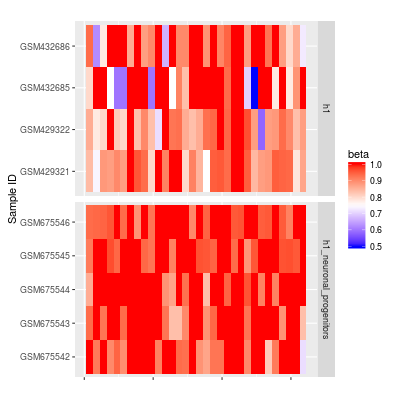 Sample ID
GSM432686
GSM432685
GSM429322
GSM429321
h1
GSM675546
GSM675545
GSM675544
GSM675543
GSM675542
h1_neuronal_progenitors
beta
1.0
0.9
0.8
0.7
0.6
0.5